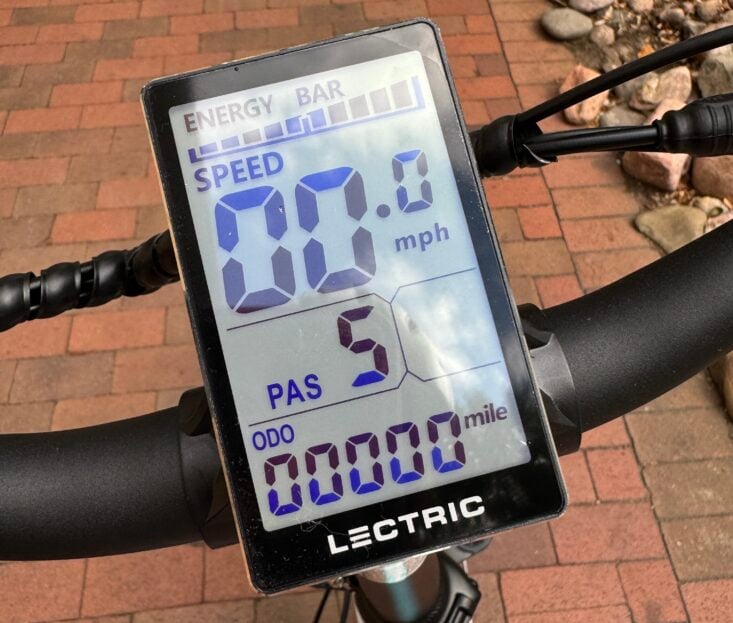 ENERGY BAR
SPEED
00.0
mph
PAS 5
ODO
00000 mile
LECTRIC